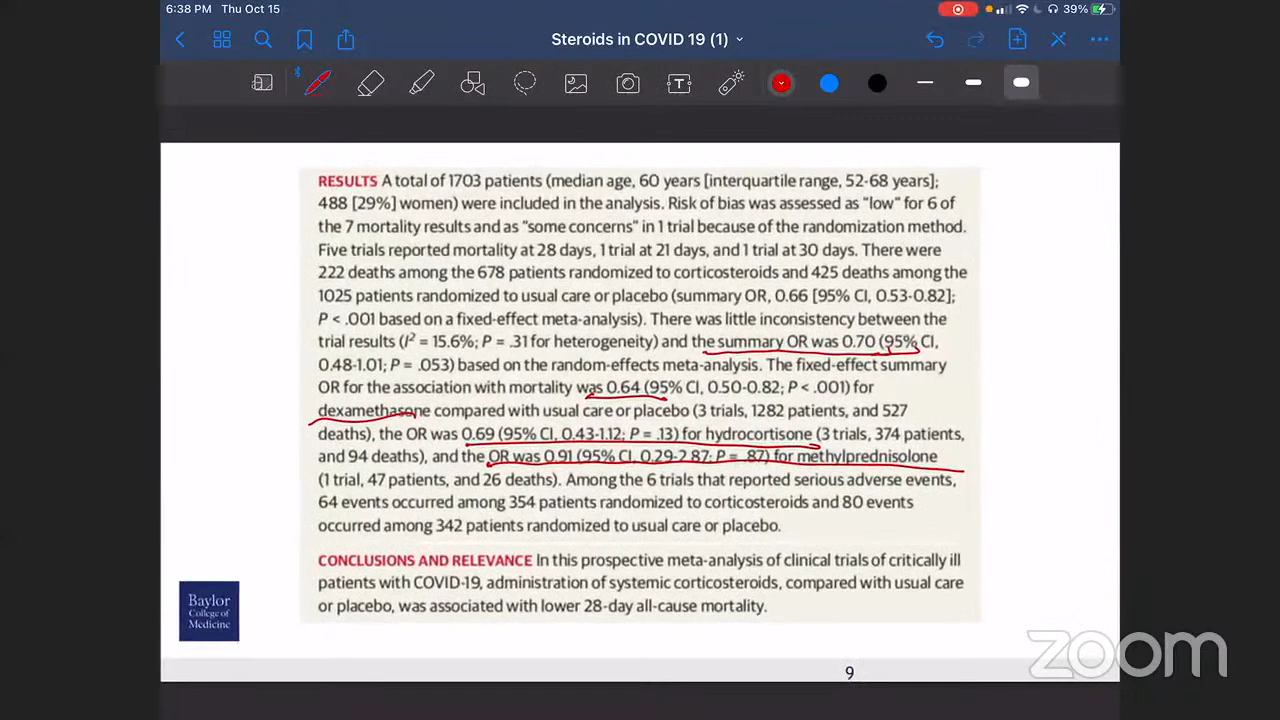 6:38 PM Thu Oct 15
39%
Steroids in COVID 19 (1)
RESULTS A total of 1703 patients (median age, 60 years [interquartile range, 52-68 years];
488 [29%] women) were included in the analysis. Risk of bias was assessed as "low" for 6 of
the 7 mortality results and as "some concerns" in 1 trial because of the randomization method.
Five trials reported mortality at 28 days, 1 trial at 21 days, and 1 trial at 30 days. There were
222 deaths among the 678 patients randomized to corticosteroids and 425 deaths among the
1025 patients randomized to usual care or placebo (summary OR, 0.66 [95% CI, 0.53-0.82];
P < .001 based on a fixed-effect meta-analysis). There was little inconsistency between the
trial results (I² = 15.6%; P = .31 for heterogeneity) and the summary OR was 0.70 (95% CI,
0.48-1.01; P = .053) based on the random-effects meta-analysis. The fixed-effect summary
OR for the association with mortality was 0.64 (95% CI, 0.50-0.82; P < .001) for
dexamethasone compared with usual care or placebo (3 trials, 1282 patients, and 527
deaths), the OR was 0.69 (95% CI, 0.43-1.12; P = .13) for hydrocortisone (3 trials, 374 patients,
and 94 deaths), and the OR was 0.91 (95% CI, 0.29-2.87; P = .87) for methylprednisolone
(1 trial, 47 patients, and 26 deaths). Among the 6 trials that reported serious adverse events,
64 events occurred among 354 patients randomized to corticosteroids and 80 events
occurred among 342 patients randomized to usual care or placebo.
CONCLUSIONS AND RELEVANCE In this prospective meta-analysis of clinical trials of critically ill
patients with COVID-19, administration of systemic corticosteroids, compared with usual care
or placebo, was associated with lower 28-day all-cause mortality.
Baylor
College of
Medicine
zoom
9